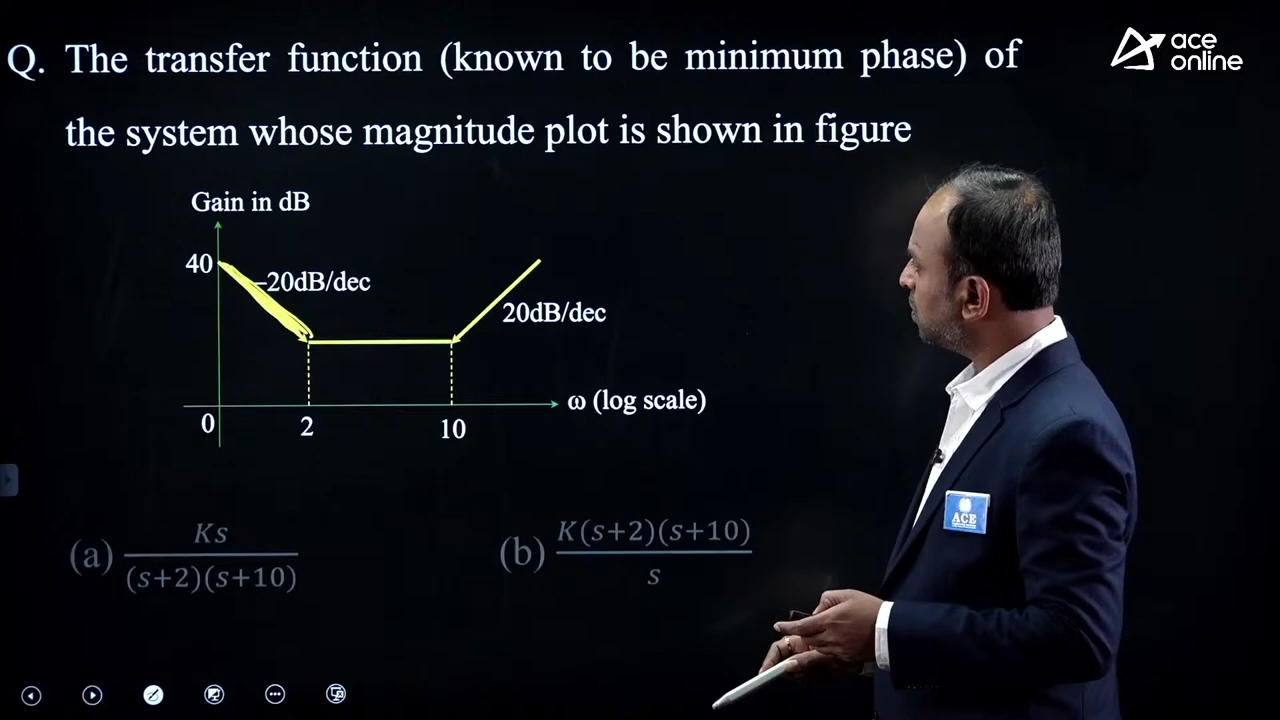 Q. The transfer function (known to be minimum phase) of
the system whose magnitude plot is shown in figure
ace
online
Gain in dB
40
–20dB/dec
20dB/dec
ω (log scale)
0
2
10
(a) Ks/(s+2)(s+10)
(b) K(s+2)(s+10)/s
ACE